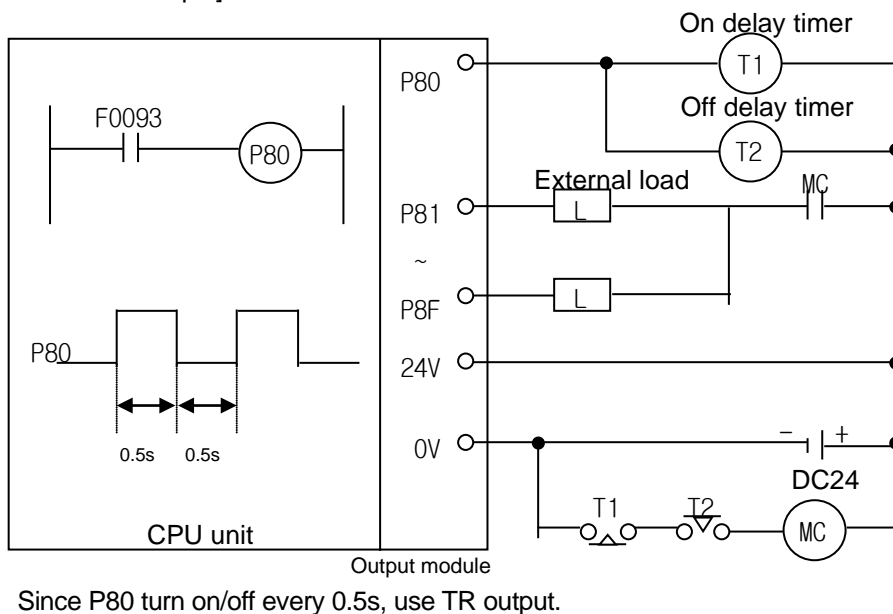 On delay timer
P80
T1
F0093
P80
Off delay timer
T2
External load
MC
P81
L
~
P8F
L
P80
24V
0.5s 0.5s
0V
- +
DC24
T1 T2
MC
CPU unit
Output module
Since P80 turn on/off every 0.5s, use TR output.